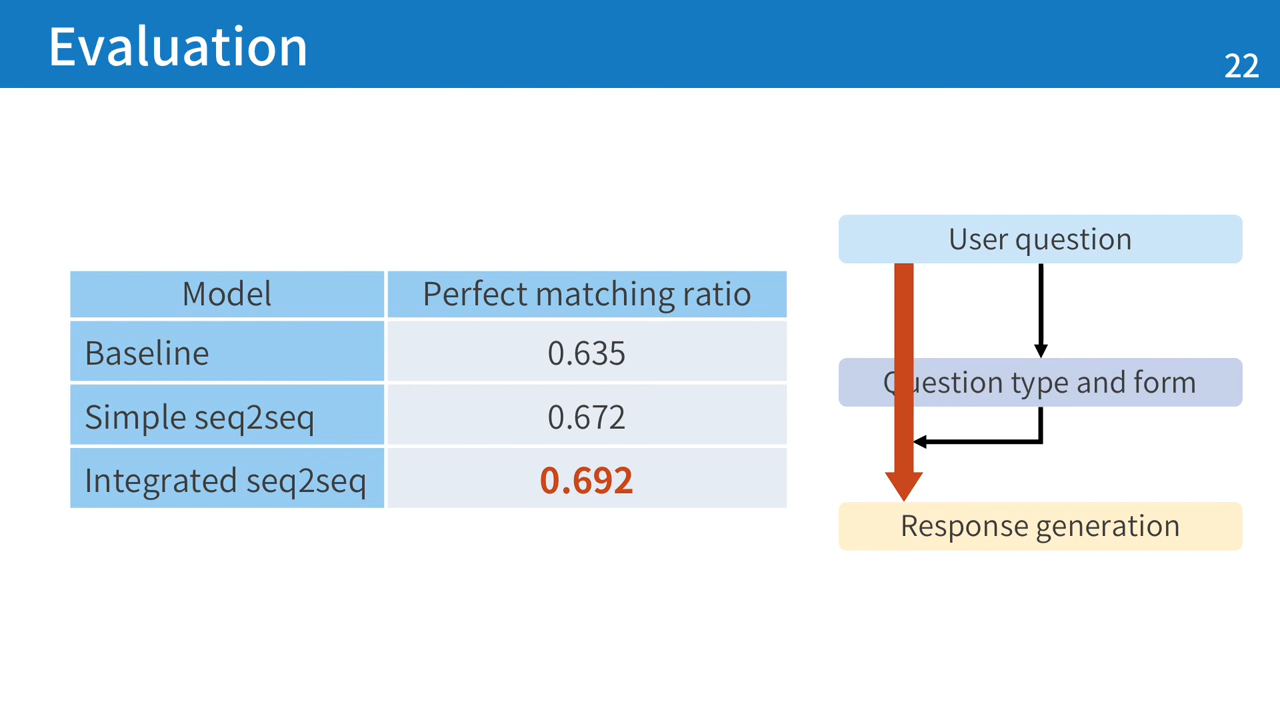 Evaluation
22
Model Perfect matching ratio
Baseline 0.635
Simple seq2seq 0.672
Integrated seq2seq 0.692
User question
Question type and form
Response generation